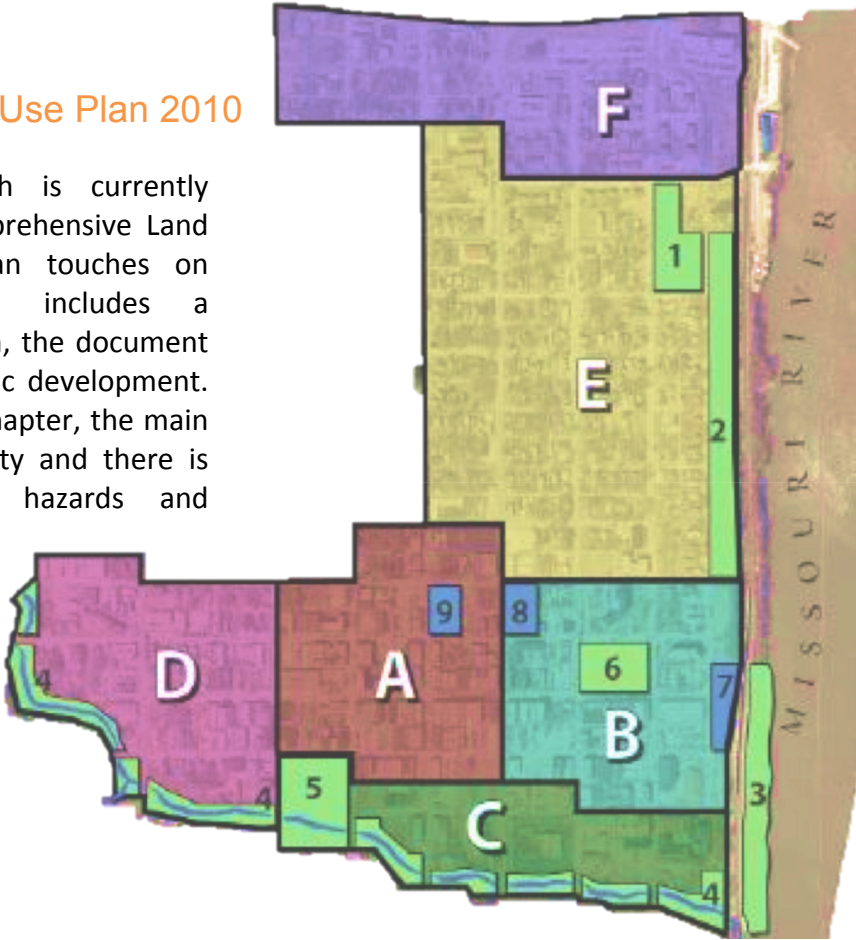 Use Plan 2010
h is currently
prehensive Land
an touches on
includes a
, the document
ic development.
hapter, the main
ty and there is
hazards and
F
1
E
2
MISSOURI RIVER
9
8
6
D
A
4
7
B
5
4
3
C
4